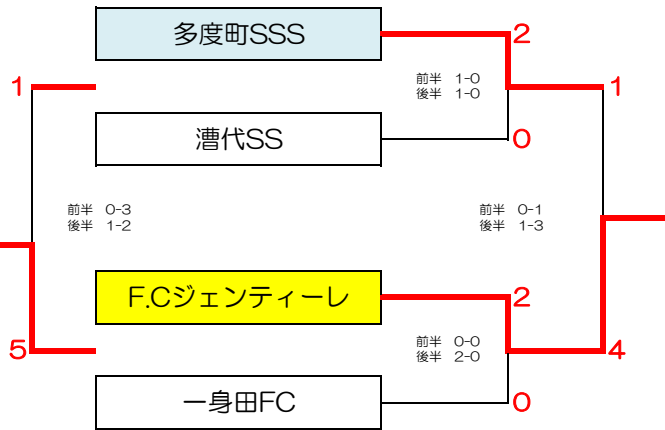 多度町SSS
2
前半 1-0
後半 1-0
1
1
漕代SS
0
前半 0-3
後半 1-2
前半 0-1
後半 1-3
F.Cジェンティーレ
2
前半 0-0
後半 2-0
5
4
一身田FC
0